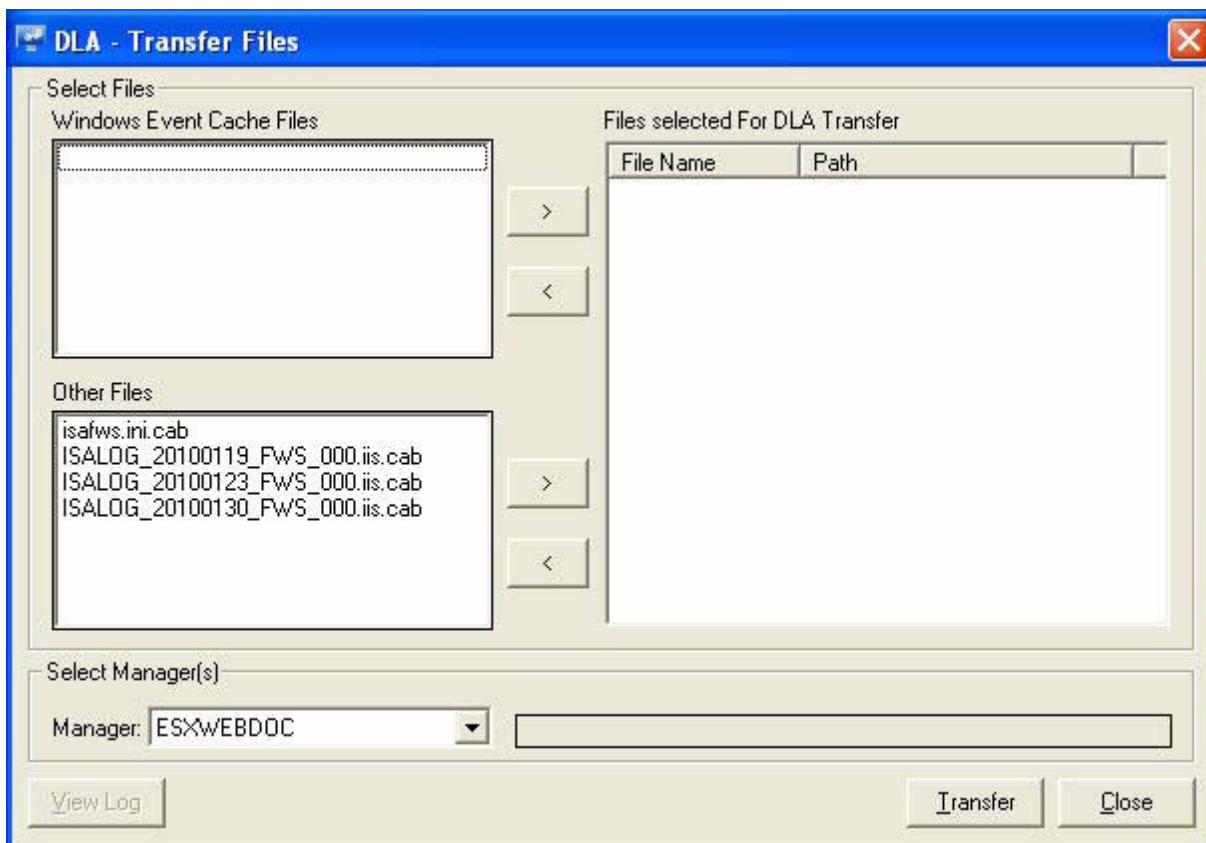 DLA - Transfer Files
Select Files
Windows Event Cache Files
Files selected For DLA Transfer
File Name Path
>
<
Other Files
isafws.ini.cab
ISALOG_20100119_FWS_000.iis.cab
ISALOG_20100123_FWS_000.iis.cab
ISALOG_20100130_FWS_000.iis.cab
>
<
Select Manager(s)
Manager: ESXWEBDOC
View Log Transfer Close